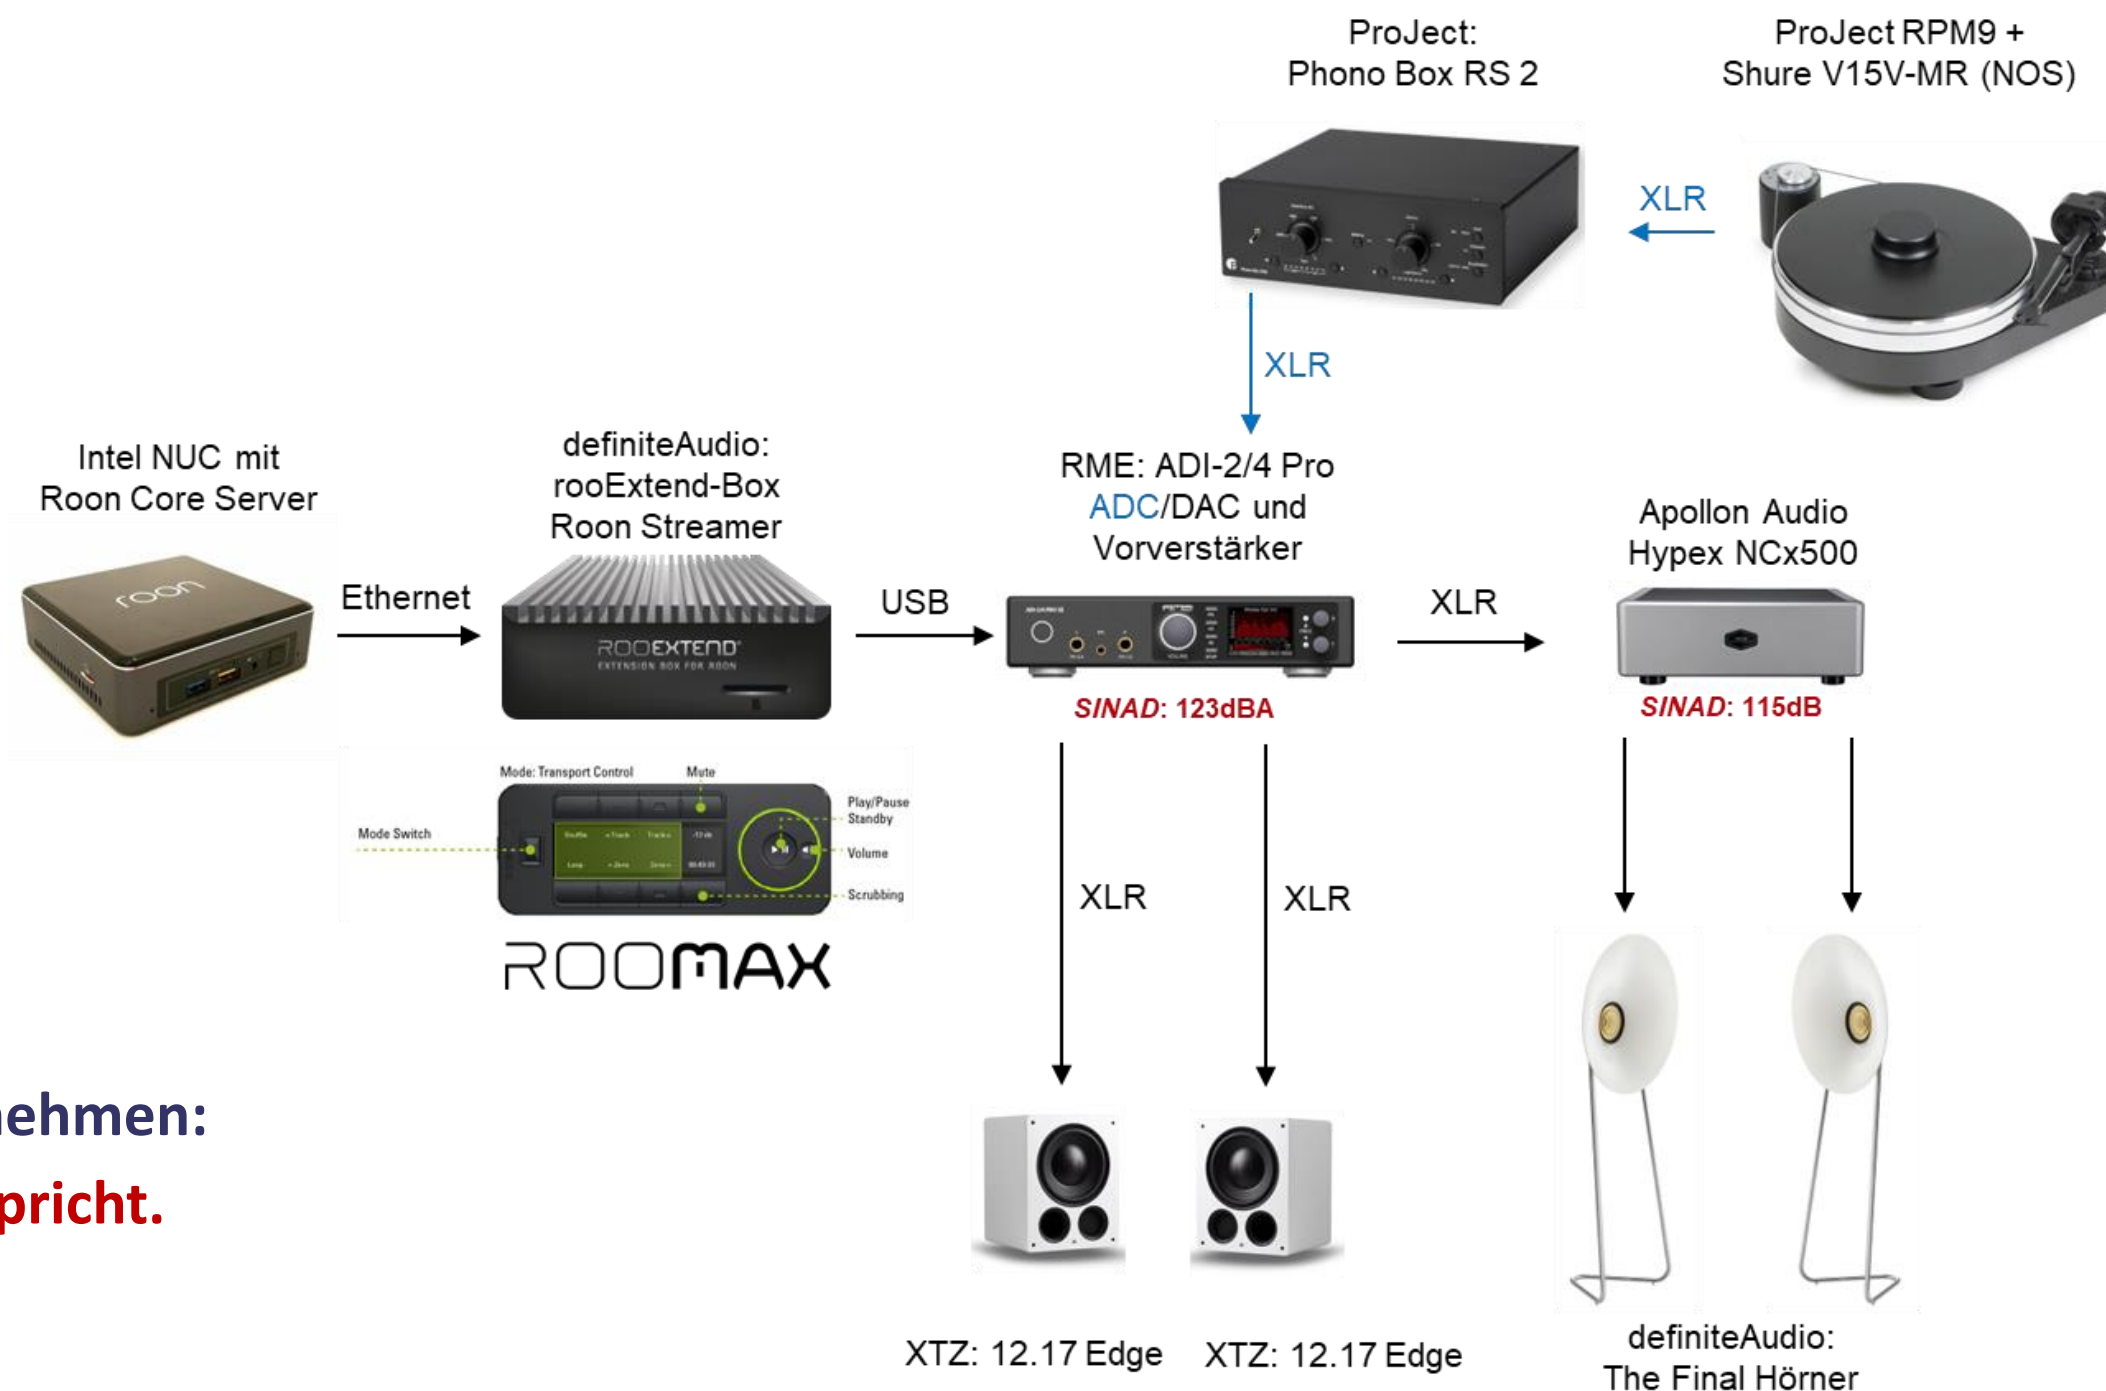 ProJect:
Phono Box RS 2
ProJect RPM9 +
Shure V15V-MR (NOS)
XLR
XLR
Intel NUC mit
Roon Core Server
roon
Ethernet
definiteAudio:
rooExtend-Box
Roon Streamer
ROOEXTEND
EXTENSION BOX FOR ROON
USB
RME: ADI-2/4 Pro
ADC/DAC und
Vorverstärker
SINAD: 123dBA
XLR
Apollon Audio
Hypex NCx500
SINAD: 115dB
Mode: Transport Control
Mute
Play/Pause
Standby
Mode Switch
Volume
Scrubbing
Shuffle
Loop
ROOMAX
XLR
XLR
nehmen:
pricht.
XTZ: 12.17 Edge
XTZ: 12.17 Edge
definiteAudio:
The Final Hörner